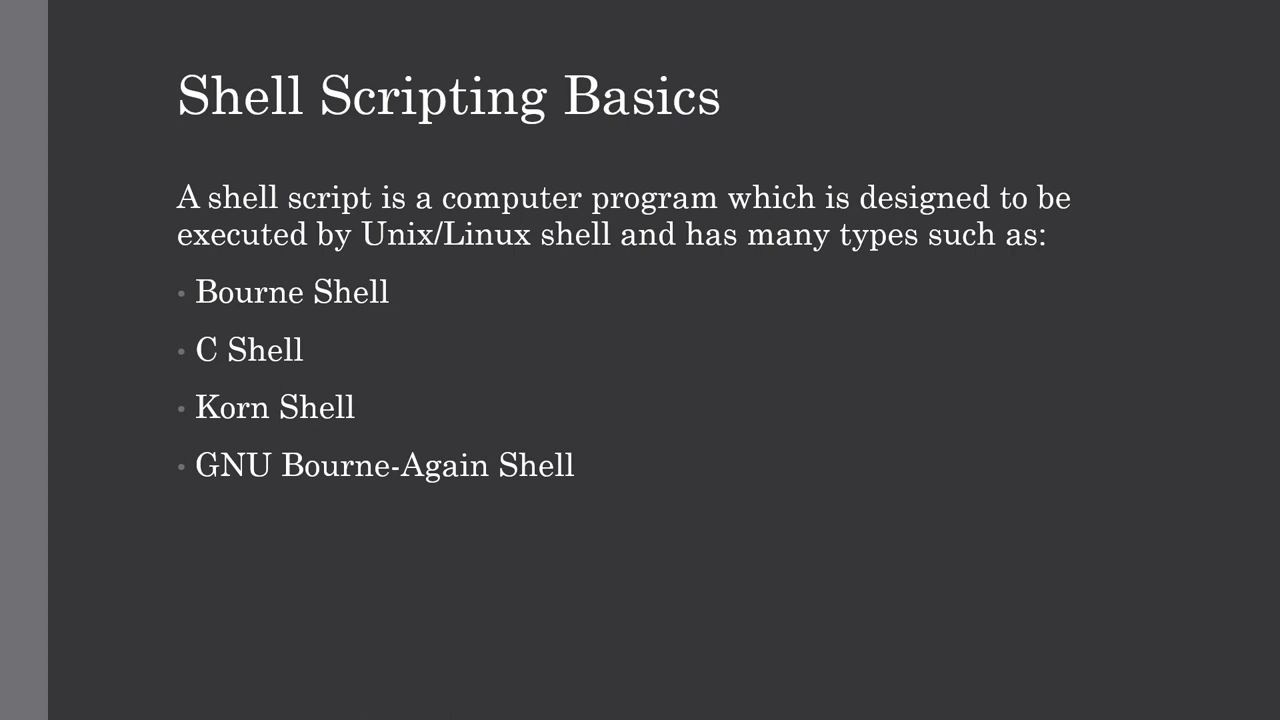 Shell Scripting Basics
A shell script is a computer program which is designed to be
executed by Unix/Linux shell and has many types such as:
• Bourne Shell
• C Shell
• Korn Shell
• GNU Bourne-Again Shell